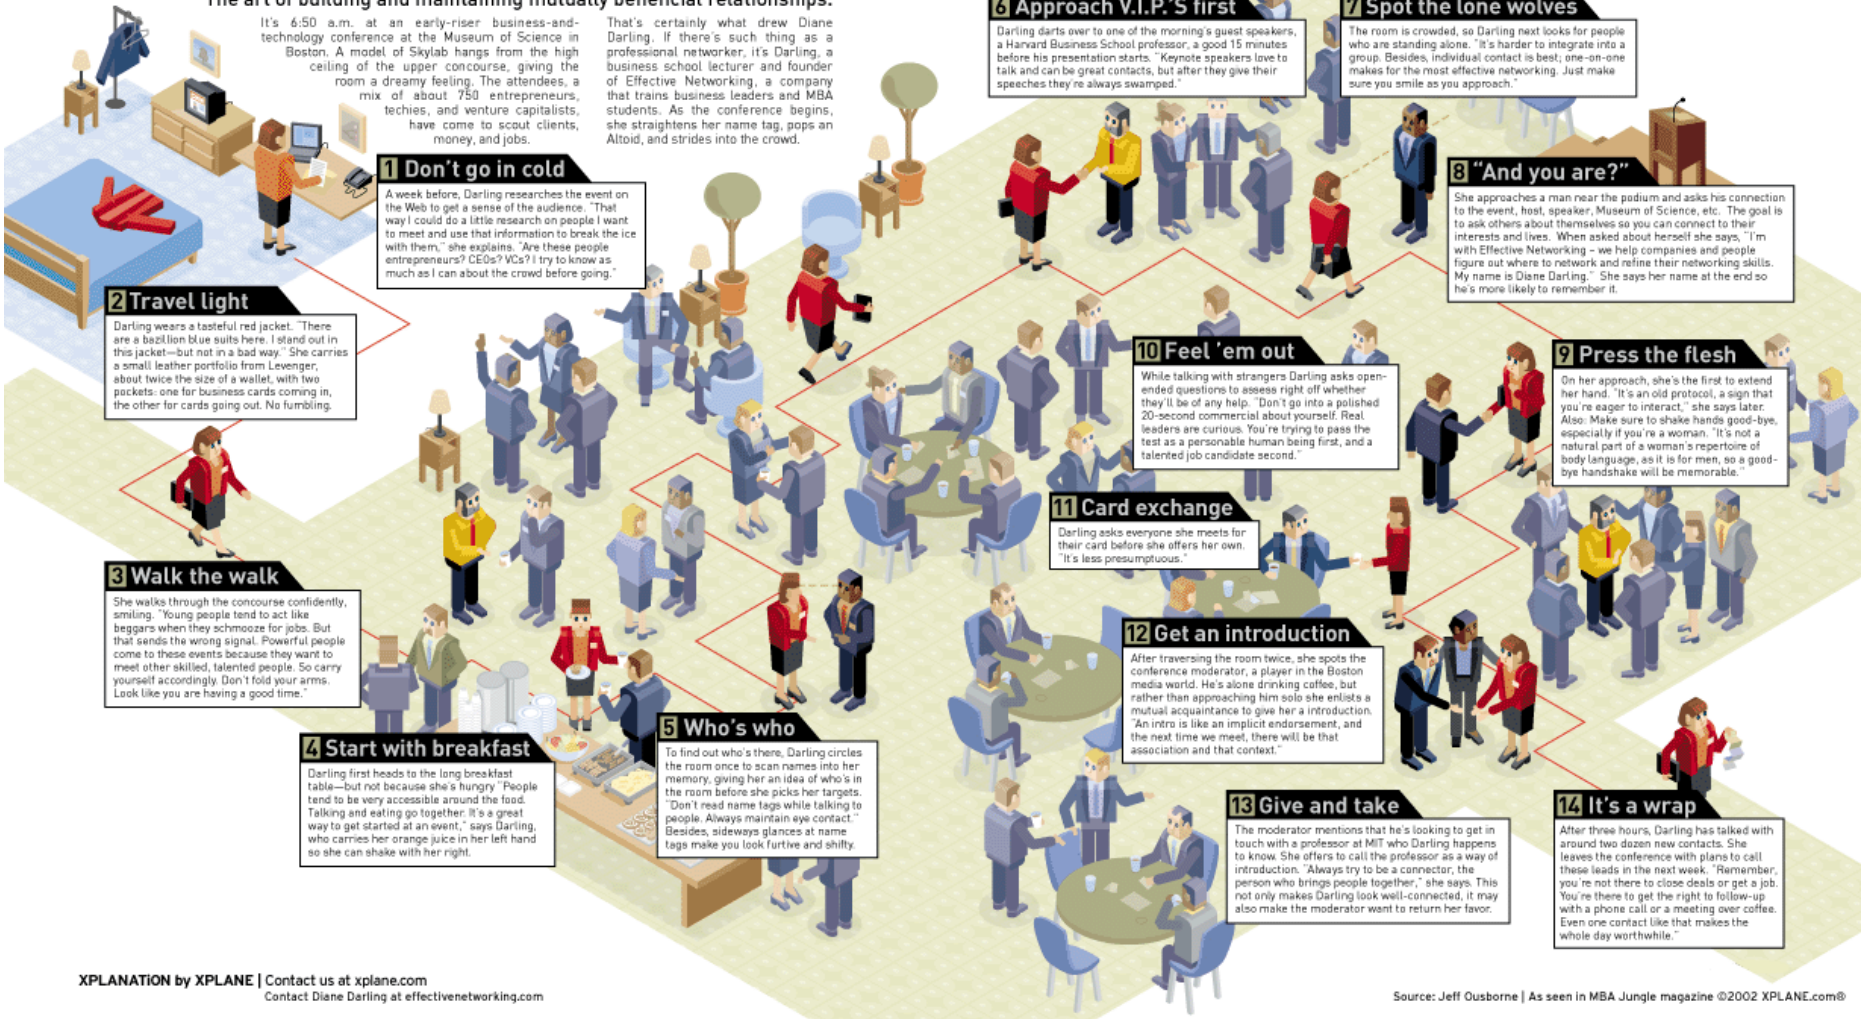 The art of building and maintaining mutually beneficial relationships.
It's 6:50 a.m. at an early-riser business-and-
technology conference at the Museum of Science in
Boston. A model of Skylab hangs from the high
ceiling of the upper concourse, giving the
room a dreamy feeling. The attendees, a
mix of about 750 entrepreneurs,
techies, and venture capitalists,
have come to scout clients,
money, and jobs.
That's certainly what drew Diane
Darling. If there's such thing as a
professional networker, it's Darling, a
business school lecturer and founder
of Effective Networking, a company
that trains business leaders and MBA
students. As the conference begins,
she straightens her name tag, pops an
Altoid, and strides into the crowd.
1 Don't go in cold
A week before, Darling researches the event on
the Web to get a sense of the audience. "That
way I could do a little research on people I want
to meet and use that information to break the ice
with them," she explains. "Are these people
entrepreneurs? CEOs? VCs? I try to know as
much as I can about the crowd before going."
2 Travel light
Darling wears a tasteful red jacket. "There
are a bazillion blue suits here. I stand out in
this jacket—but not in a bad way." She carries
a small leather portfolio from Levenger,
about twice the size of a wallet, with two
pockets: one for business cards coming in,
the other for cards going out. No fumbling.
3 Walk the walk
She walks through the concourse confidently,
smiling. "Young people tend to act like
beggars when they schmooze for jobs. But
that sends the wrong signal. Powerful people
come to these events because they want to
meet other skilled, talented people. So carry
yourself accordingly. Don't fold your arms.
Look like you are having a good time."
4 Start with breakfast
Darling first heads to the long breakfast
table—but not because she's hungry "People
tend to be very accessible around the food.
Talking and eating go together. It's a great
way to get started at an event," says Darling,
who carries her orange juice in her left hand
so she can shake with her right.
5 Who's who
To find out who's there, Darling circles
the room once to scan names into her
memory, giving her an idea of who's in
the room before she picks her targets.
"Don't read name tags while talking to
people. Always maintain eye contact."
Besides, sideways glances at name
tags make you look furtive and shifty.
6 Approach V.I.P.'S first
Darling darts over to one of the morning's guest speakers,
a Harvard Business School professor, a good 15 minutes
before his presentation starts. "Keynote speakers love to
talk and can be great contacts, but after they give their
speeches they're always swamped."
7 Spot the lone wolves
The room is crowded, so Darling next looks for people
who are standing alone. "It's harder to integrate into a
group. Besides, individual contact is best; one-on-one
makes for the most effective networking. Just make
sure you smile as you approach."
8 "And you are?"
She approaches a man near the podium and asks his connection
to the event, host, speaker, Museum of Science, etc. The goal is
to ask others about themselves so you can connect to their
interests and lives. When asked about herself she says, "I'm
with Effective Networking - we help companies and people
figure out where to network and refine their networking skills.
My name is Diane Darling." She says her name at the end so
he's more likely to remember it.
9 Press the flesh
On her approach, she's the first to extend
her hand. "It's an old protocol, a sign that
you're eager to interact," she says later.
Also: Make sure to shake hands good-bye,
especially if you're a woman. "It's not a
natural part of a woman's repertoire of
body language, as it is for men, so a good-
bye handshake will be memorable."
10 Feel 'em out
While talking with strangers Darling asks open-
ended questions to assess right off whether
they'll be of any help. "Don't go into a polished
20-second commercial about yourself. Real
leaders are curious. You're trying to pass the
test as a personable human being first, and a
talented job candidate second."
11 Card exchange
Darling asks everyone she meets for
their card before she offers her own.
"It's less presumptuous."
12 Get an introduction
After traversing the room twice, she spots the
conference moderator, a player in the Boston
media world. He's alone drinking coffee, but
rather than approaching him solo she enlists a
mutual acquaintance to give her a introduction.
"An intro is like an implicit endorsement, and
the next time we meet, there will be that
association and that context."
13 Give and take
The moderator mentions that he's looking to get in
touch with a professor at MIT who Darling happens
to know. She offers to call the professor as a way of
introduction. "Always try to be a connector, the
person who brings people together," she says. This
not only makes Darling look well-connected, it may
also make the moderator want to return her favor.
14 It's a wrap
After three hours, Darling has talked with
around two dozen new contacts. She
leaves the conference with plans to call
these leads in the next week. "Remember,
you're not there to close deals or get a job.
You're there to get the right to follow-up
with a phone call or a meeting over coffee.
Even one contact like that makes the
whole day worthwhile."
XPLANATiON by XPLANE | Contact us at xplane.com
Contact Diane Darling at effectivenetworking.com
Source: Jeff Ousborne | As seen in MBA Jungle magazine ©2002 XPLANE.com®